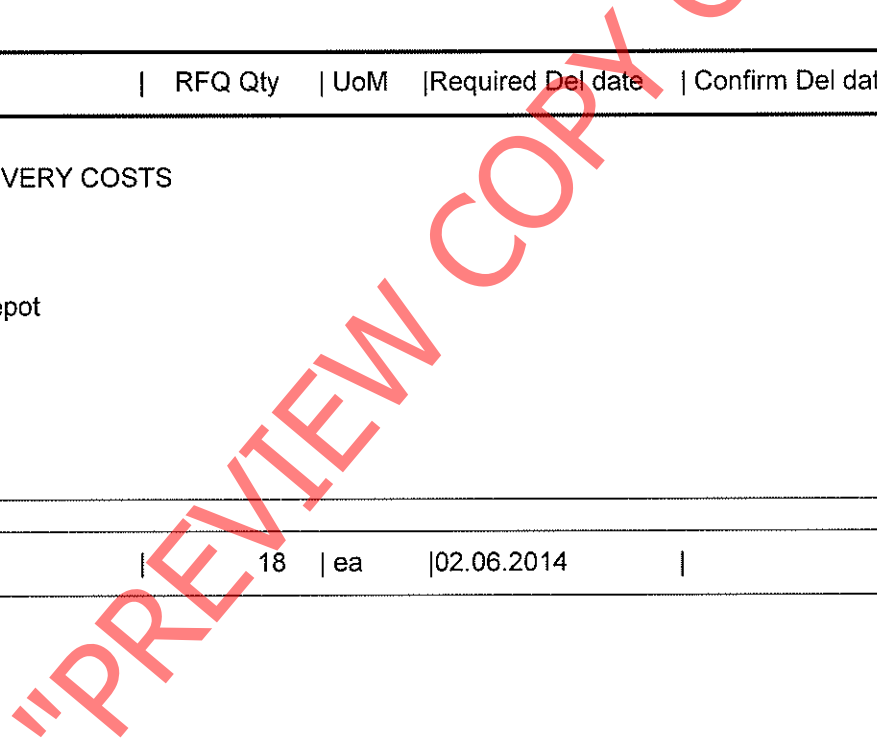 | RFQ Qty | UoM |Required Del date | Confirm Del dat
VERY COSTS
epot
| 18 | ea |02.06.2014 |
"PREVIEW COPY